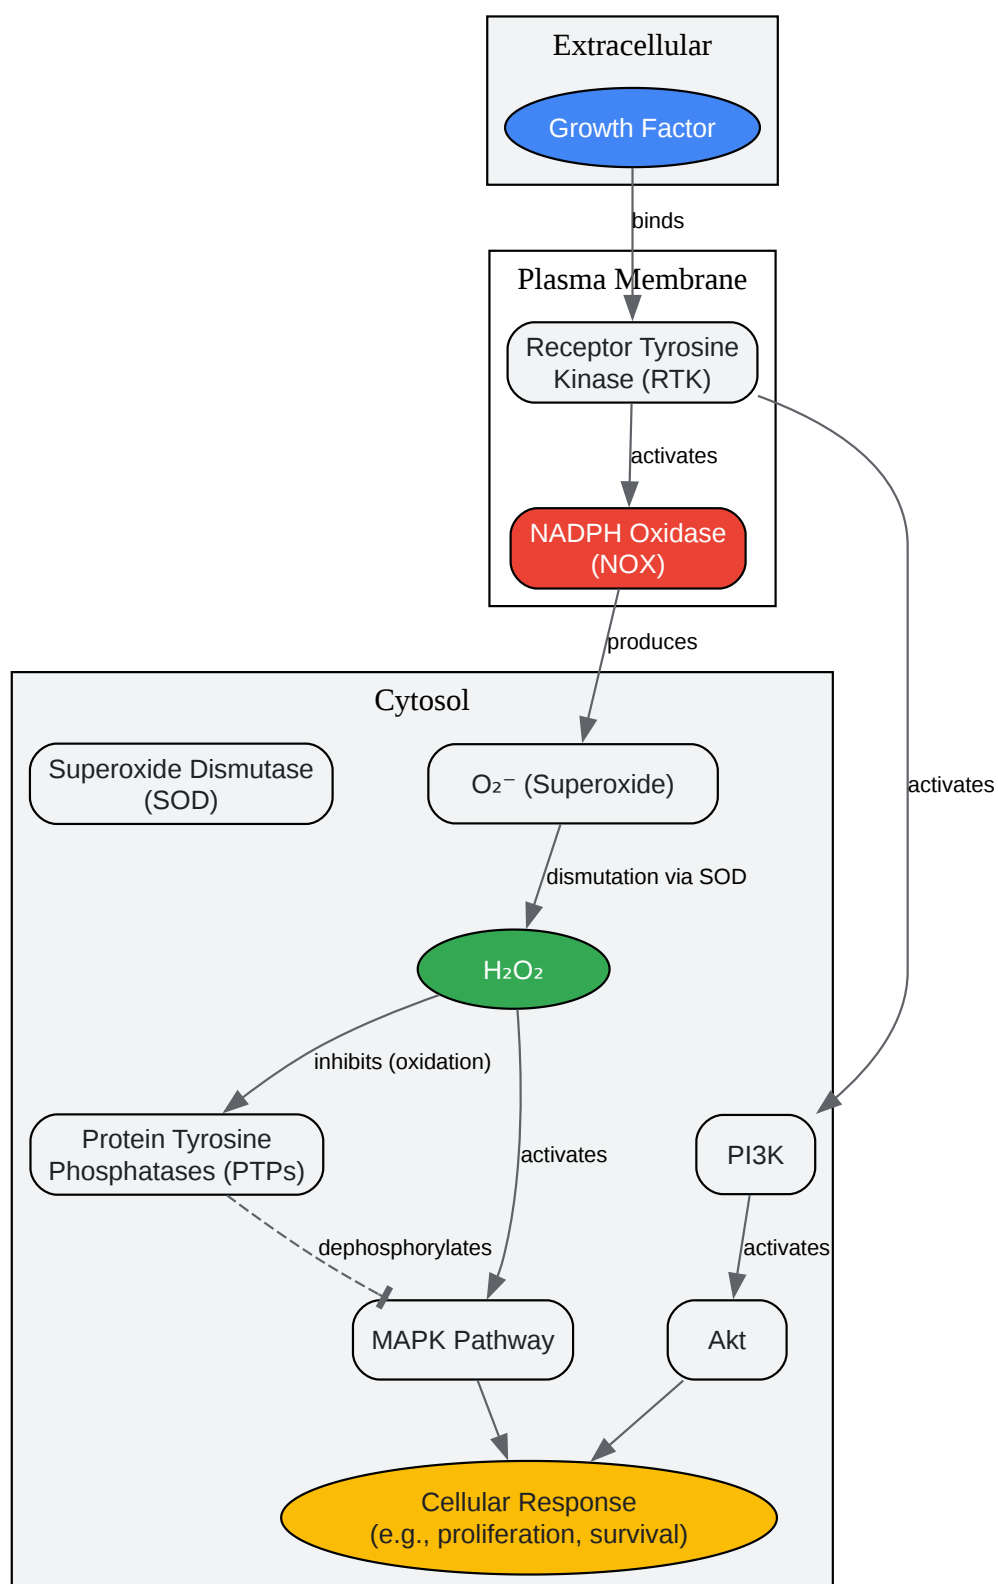 Extracellular
Growth Factor
binds
Plasma Membrane
Receptor Tyrosine
Kinase (RTK)
activates
NADPH Oxidase
(NOX)
produces
Cytosol
Superoxide Dismutase
(SOD)
O₂⁻ (Superoxide)
activates
dismutation via SOD
H₂O₂
inhibits (oxidation)
Protein Tyrosine
Phosphatases (PTPs)
activates
PI3K
dephosphorylates
activates
MAPK Pathway
Akt
Cellular Response
(e.g., proliferation, survival)